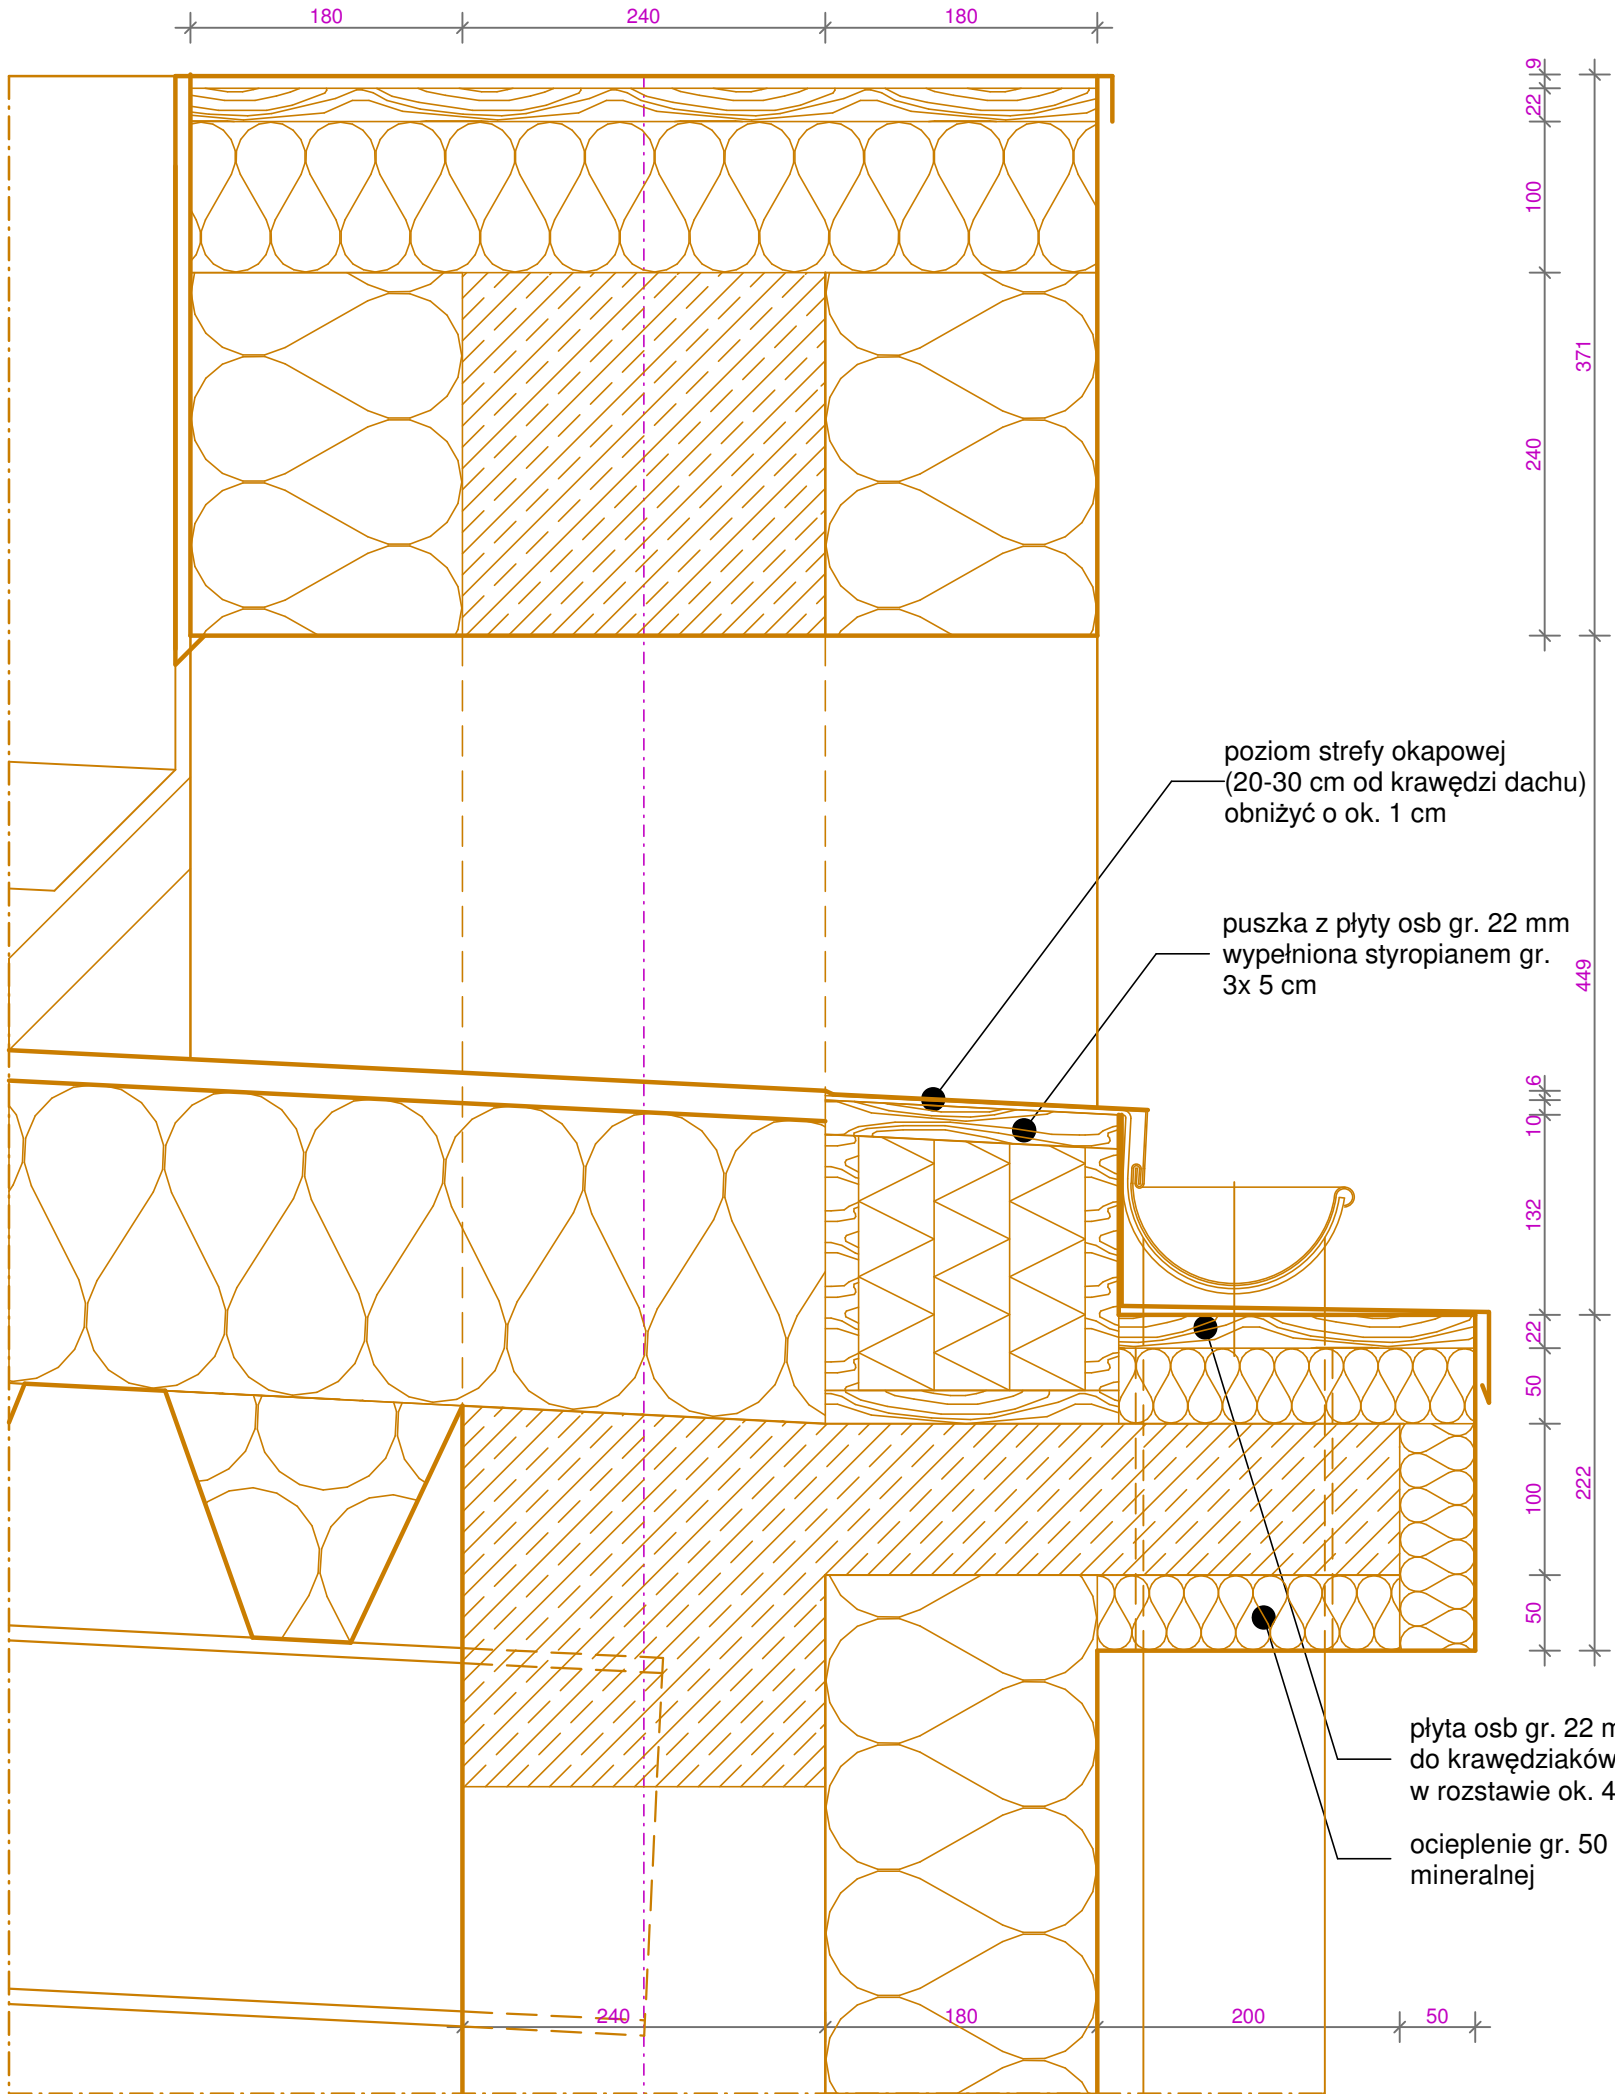 180 240 180
9
22
100
371
240
poziom strefy okapowej
(20-30 cm od krawędzi dachu)
obniżyć o ok. 1 cm
puszka z płyty osb gr. 22 mm
wypełniona styropianem gr.
3x 5 cm
449
6
10
132
22
50
222
100
50
płyta osb gr. 22
do krawędziaków
w rozstawie ok. 4
ocieplenie gr. 50
mineralnej
240 180 200 50